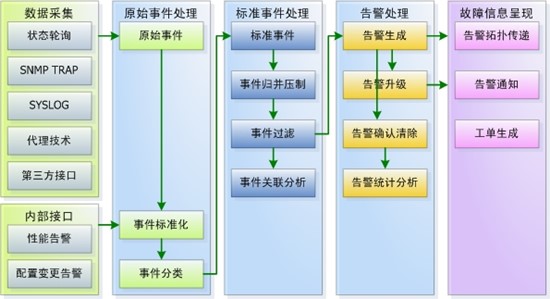 数据采集
状态轮询
SNMP TRAP
SYSLOG
代理技术
第三方接口
内部接口
性能告警
配置变更告警
原始事件处理
原始事件
事件标准化
事件分类
标准事件处理
标准事件
事件归并压制
事件过滤
事件关联分析
告警处理
告警生成
告警升级
告警确认清除
告警统计分析
故障信息呈现
告警拓扑传递
告警通知
工单生成